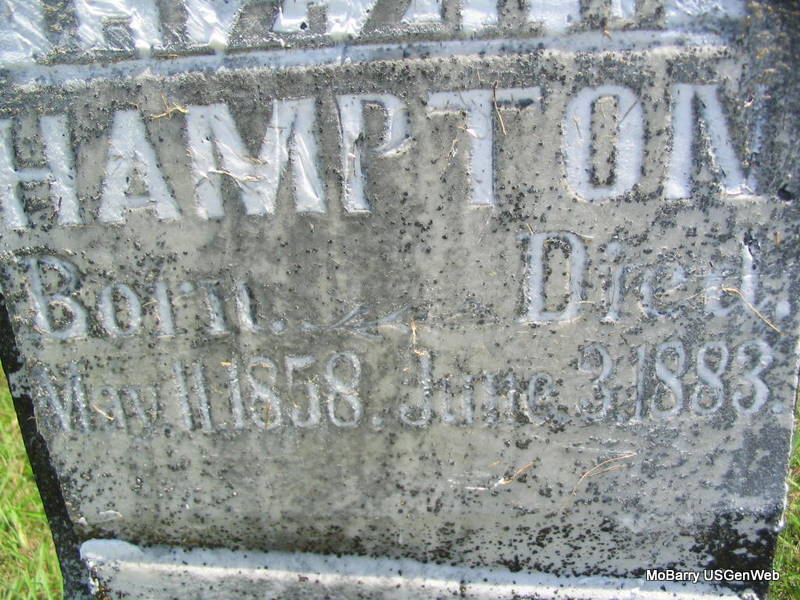 HAMPTON
Born. Died.
May 11, 1858. June 3, 1883.
MoBarry USGenWeb